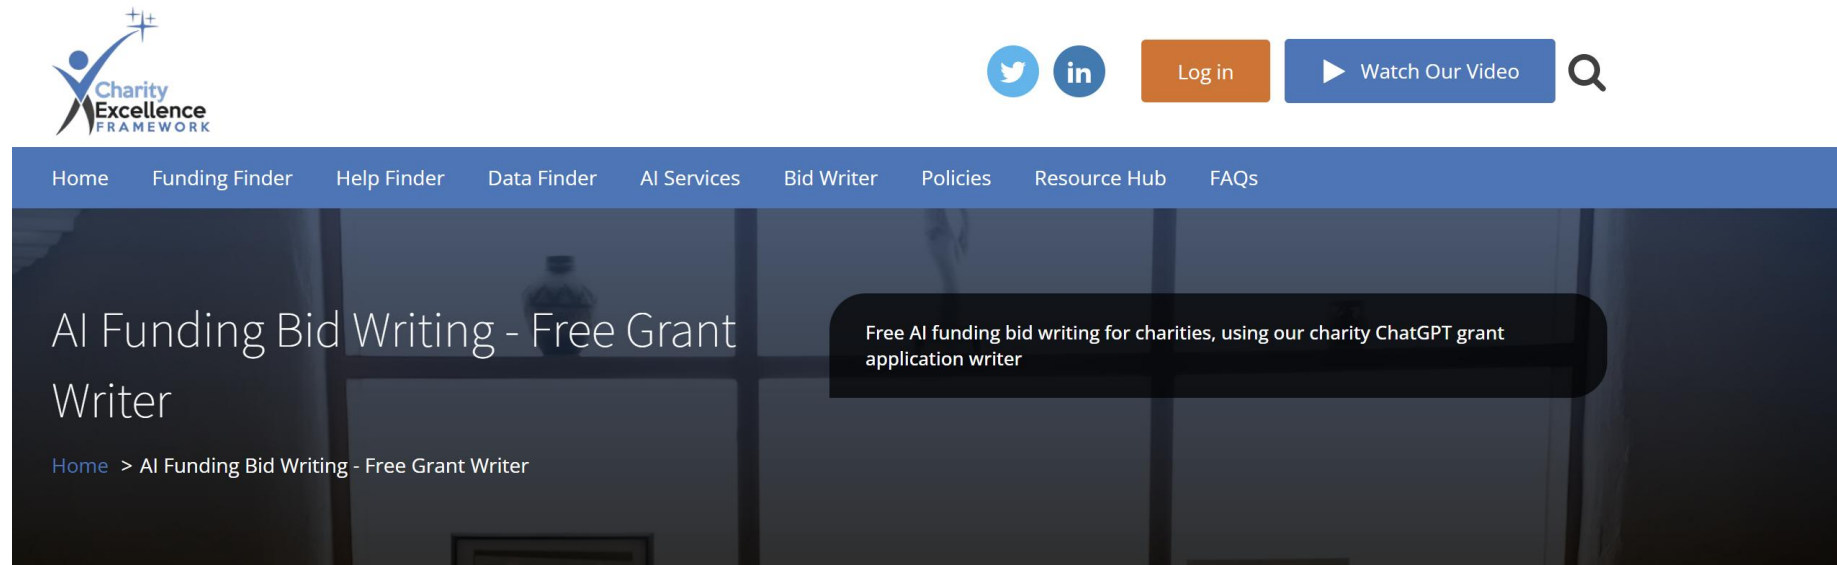 Charity
Excellence
FRAMEWORK
in
Log in
Watch Our Video
Home Funding Finder Help Finder Data Finder AI Services Bid Writer Policies Resource Hub FAQs
AI Funding Bid Writing - Free Grant
Writer
Home > AI Funding Bid Writing - Free Grant Writer
Free AI funding bid writing for charities, using our charity ChatGPT grant
application writer